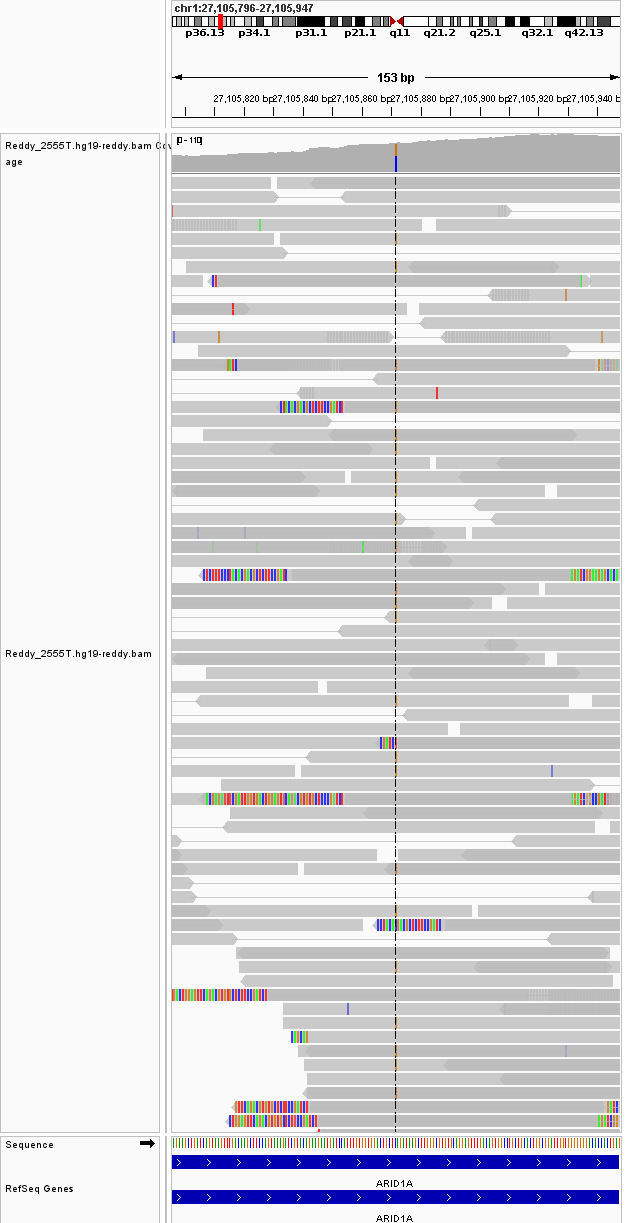 chr1:27,105,796-27,105,947
p36.13 p34.1 p31.1 p21.1 q11 q21.2 q25.1 q32.1 q42.13
153 bp
27,105,820 bp 27,105,840 bp 27,105,860 bp 27,105,880 bp 27,105,900 bp 27,105,920 bp 27,105,940 b
Reddy_2555T.hg19-reddy.bam Cov
age
[0 - 110]
Reddy_2555T.hg19-reddy.bam
Sequence
ARID1A
RefSeq Genes
ARID1A